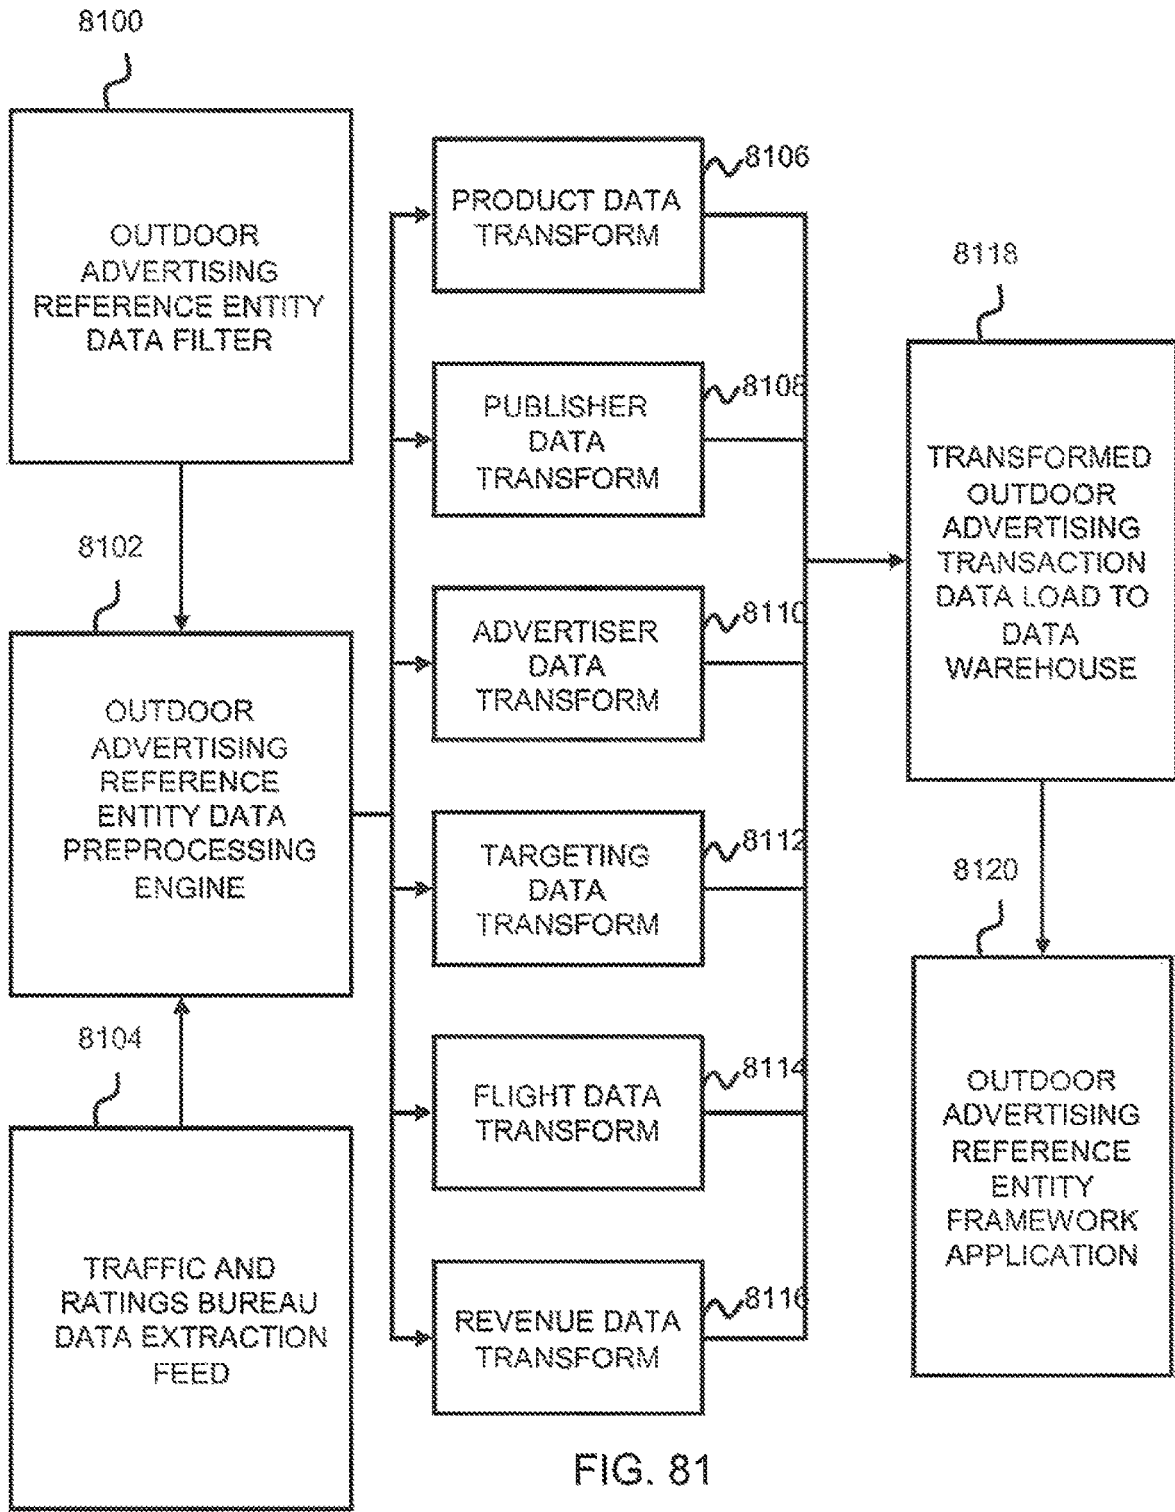 8100
OUTDOOR
ADVERTISING
REFERENCE ENTITY
DATA FILTER
8102
OUTDOOR
ADVERTISING
REFERENCE
ENTITY DATA
PREPROCESSING
ENGINE
8104
TRAFFIC AND
RATINGS BUREAU
DATA EXTRACTION
FEED
8106
PRODUCT DATA
TRANSFORM
8108
PUBLISHER
DATA
TRANSFORM
8110
ADVERTISER
DATA
TRANSFORM
8112
TARGETING
DATA
TRANSFORM
8114
FLIGHT DATA
TRANSFORM
8116
REVENUE DATA
TRANSFORM
8118
TRANSFORMED
OUTDOOR
ADVERTISING
TRANSACTION
DATA LOAD TO
DATA
WAREHOUSE
8120
OUTDOOR
ADVERTISING
REFERENCE
ENTITY
FRAMEWORK
APPLICATION
FIG. 81